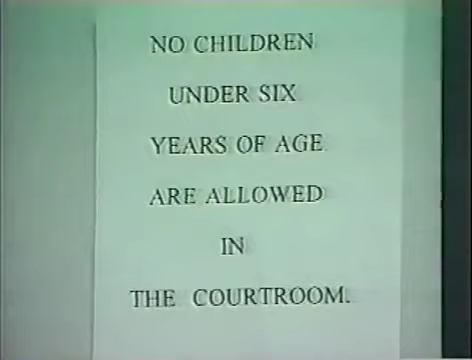 NO CHILDREN
UNDER SIX
YEARS OF AGE
ARE ALLOWED
IN
THE COURTROOM.